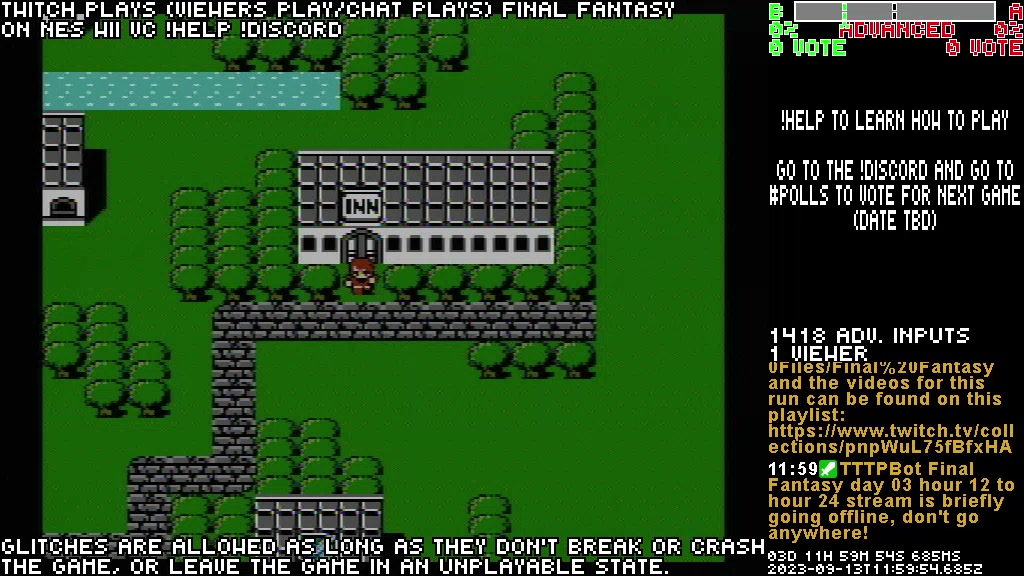 TWITCH PLAYS (VIEWERS PLAY/CHAT PLAYS) FINAL FANTASY
ON NES WII VC !HELP !DISCORD
B A
0% ADVANCED 0%
0 VOTE 0 VOTE
!HELP TO LEARN HOW TO PLAY
GO TO THE !DISCORD AND GO TO
#POLLS TO VOTE FOR NEXT GAME
(DATE TBD)
INN
1418 ADV. INPUTS
1 VIEWER
0Files/Final%20Fantasy
and the videos for this
run can be found on this
playlist:
https://www.twitch.tv/coll
ections/pnpWuL75fBfxHA
11:59 TTTPBot Final
Fantasy day 03 hour 12 to
hour 24 stream is briefly
going offline, don't go
anywhere!
GLITCHES ARE ALLOWED AS LONG AS THEY DON'T BREAK OR CRASH
THE GAME, OR LEAVE THE GAME IN AN UNPLAYABLE STATE.
03D 11H 59M 54S 685MS
2023-09-13T11:59:54.685Z